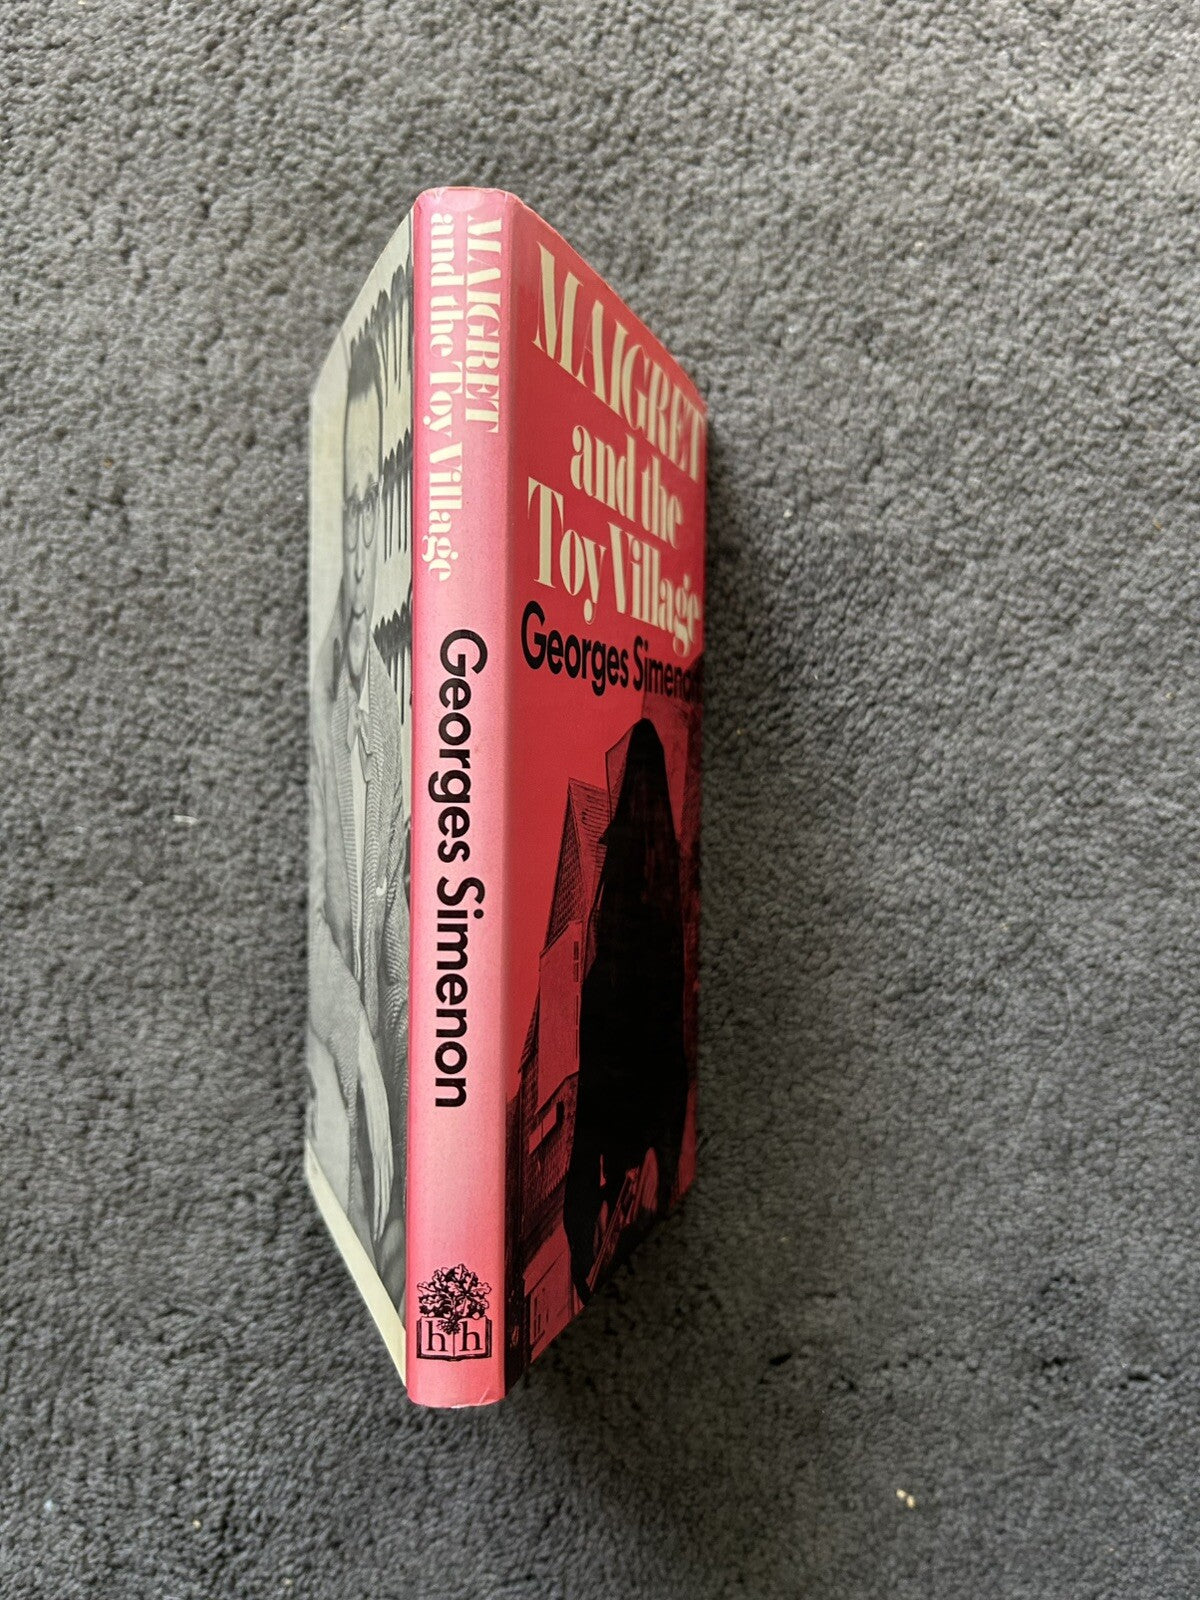 MAIGRET
and the Toy Village
Georges Simenon
h h
MAIGRET
and the
Toy Village
Georges Simenon